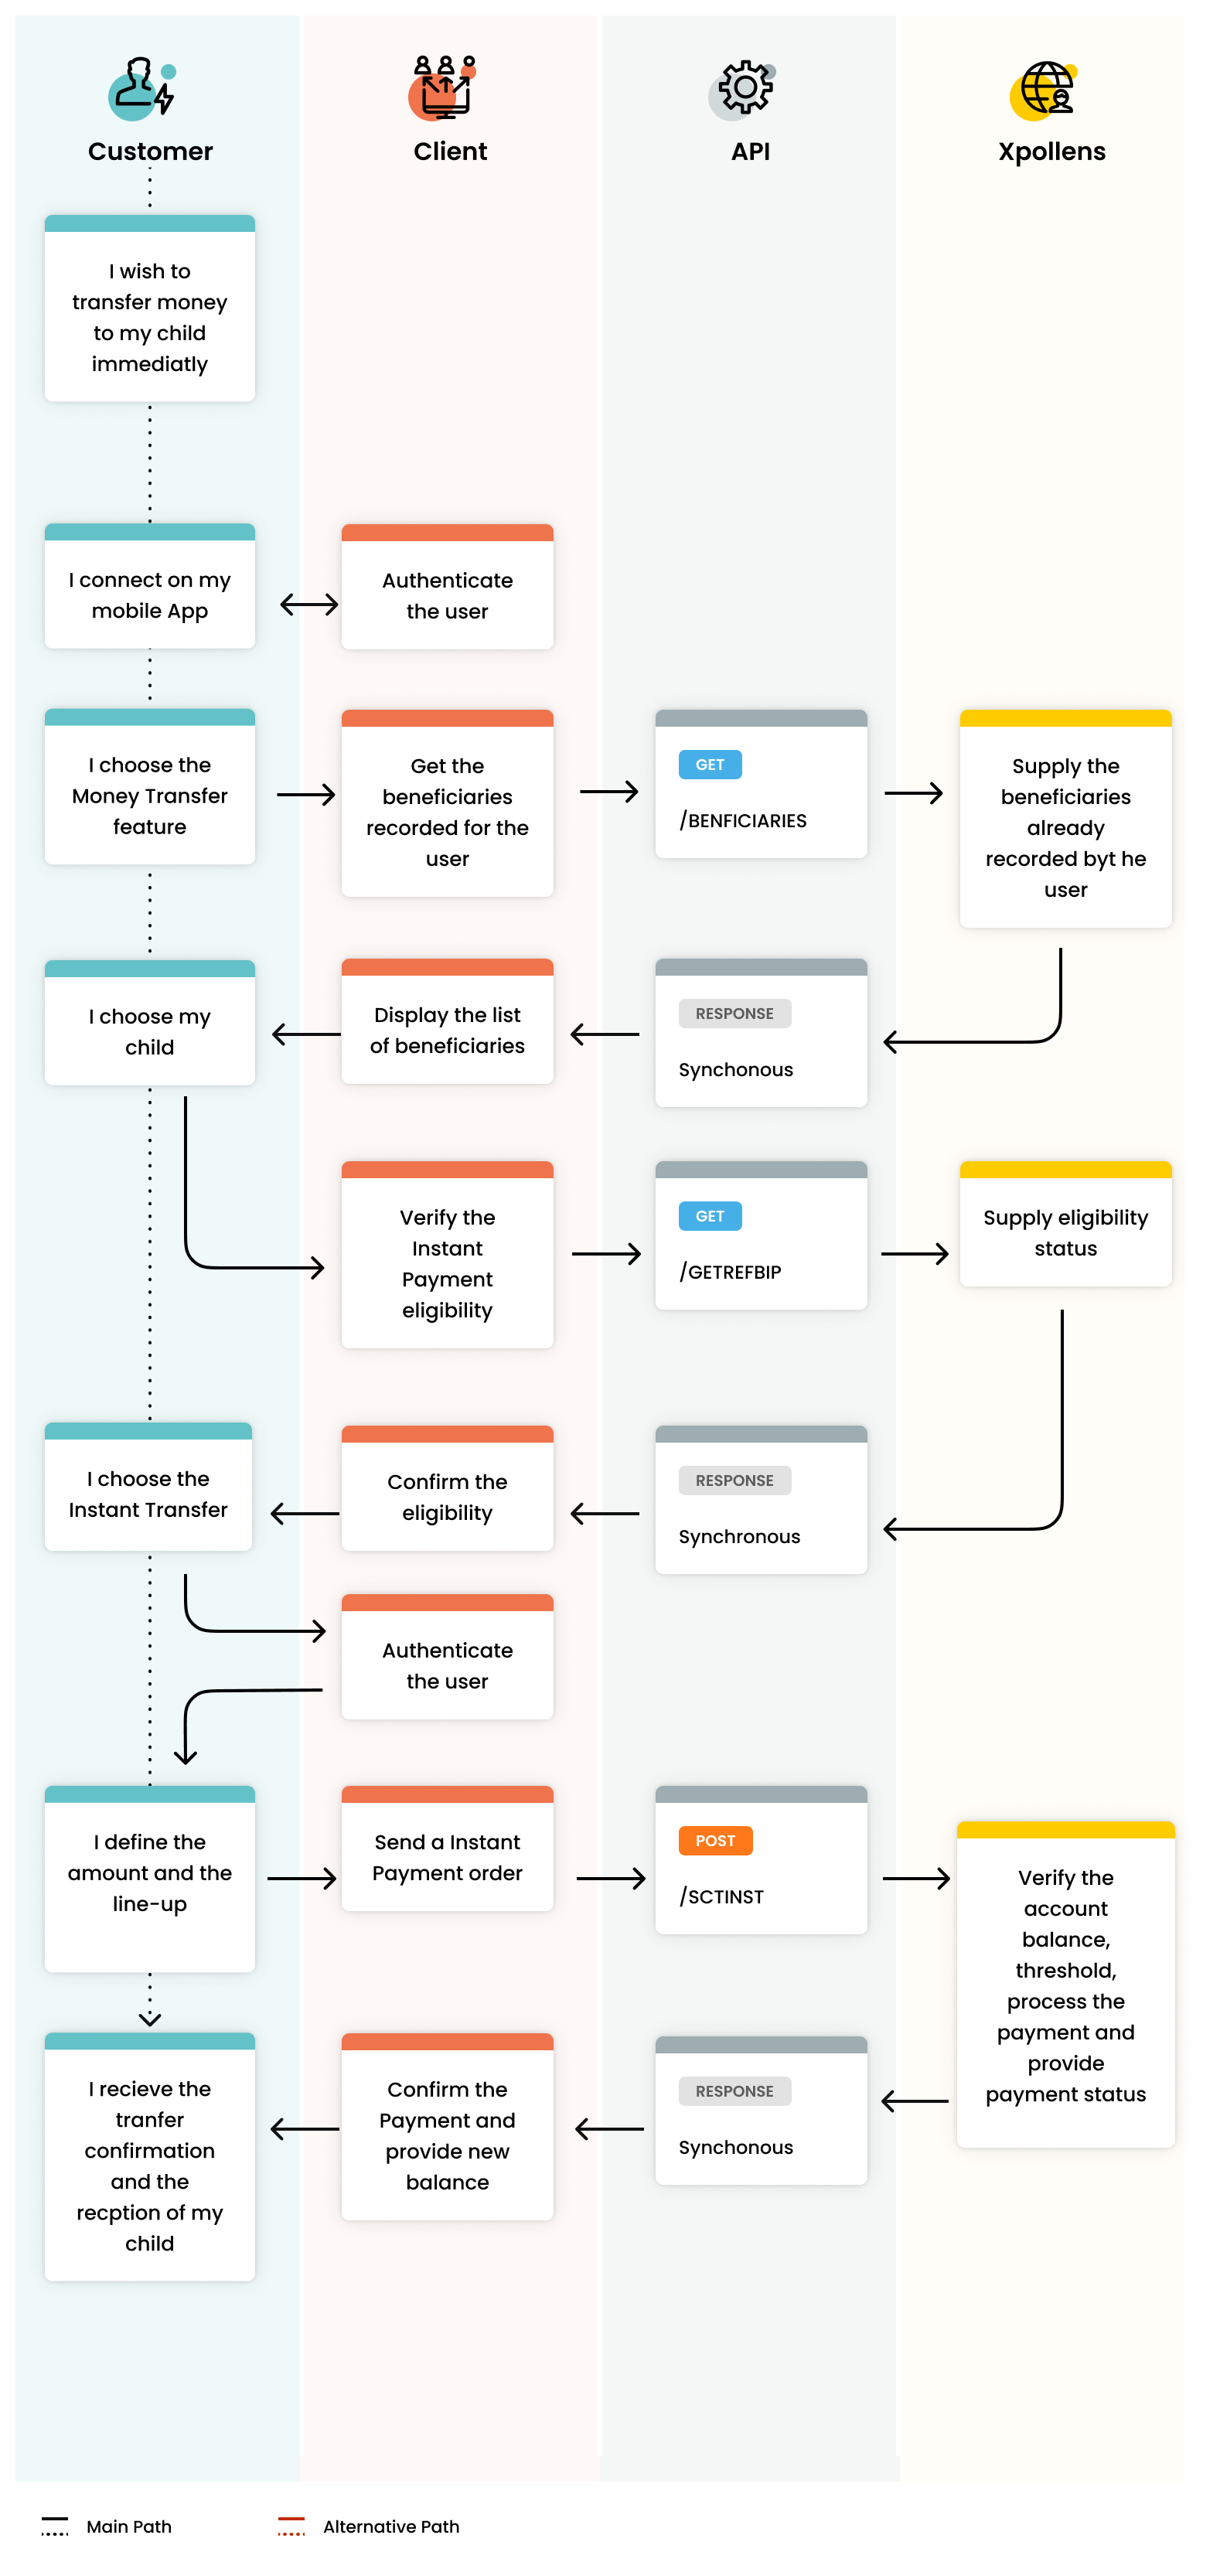 Customer
Client
API
Xpollens
I wish to
transfer money
to my child
immediatly
I connect on my
mobile App
Authenticate
the user
I choose the
Money Transfer
feature
Get the
beneficiaries
recorded for the
user
GET
/BENFICIARIES
Supply the
beneficiaries
already
recorded byt he
user
I choose my
child
Display the list
of beneficiaries
RESPONSE
Synchonous
Verify the
Instant
Payment
eligibility
GET
/GETREFBIP
Supply eligibility
status
I choose the
Instant Transfer
Confirm the
eligibility
RESPONSE
Synchronous
Authenticate
the user
I define the
amount and the
line-up
Send a Instant
Payment order
POST
/SCTINST
Verify the
account
balance,
threshold,
process the
payment and
provide
payment status
I recieve the
tranfer
confirmation
and the
recption of my
child
Confirm the
Payment and
provide new
balance
RESPONSE
Synchonous
Main Path
Alternative Path